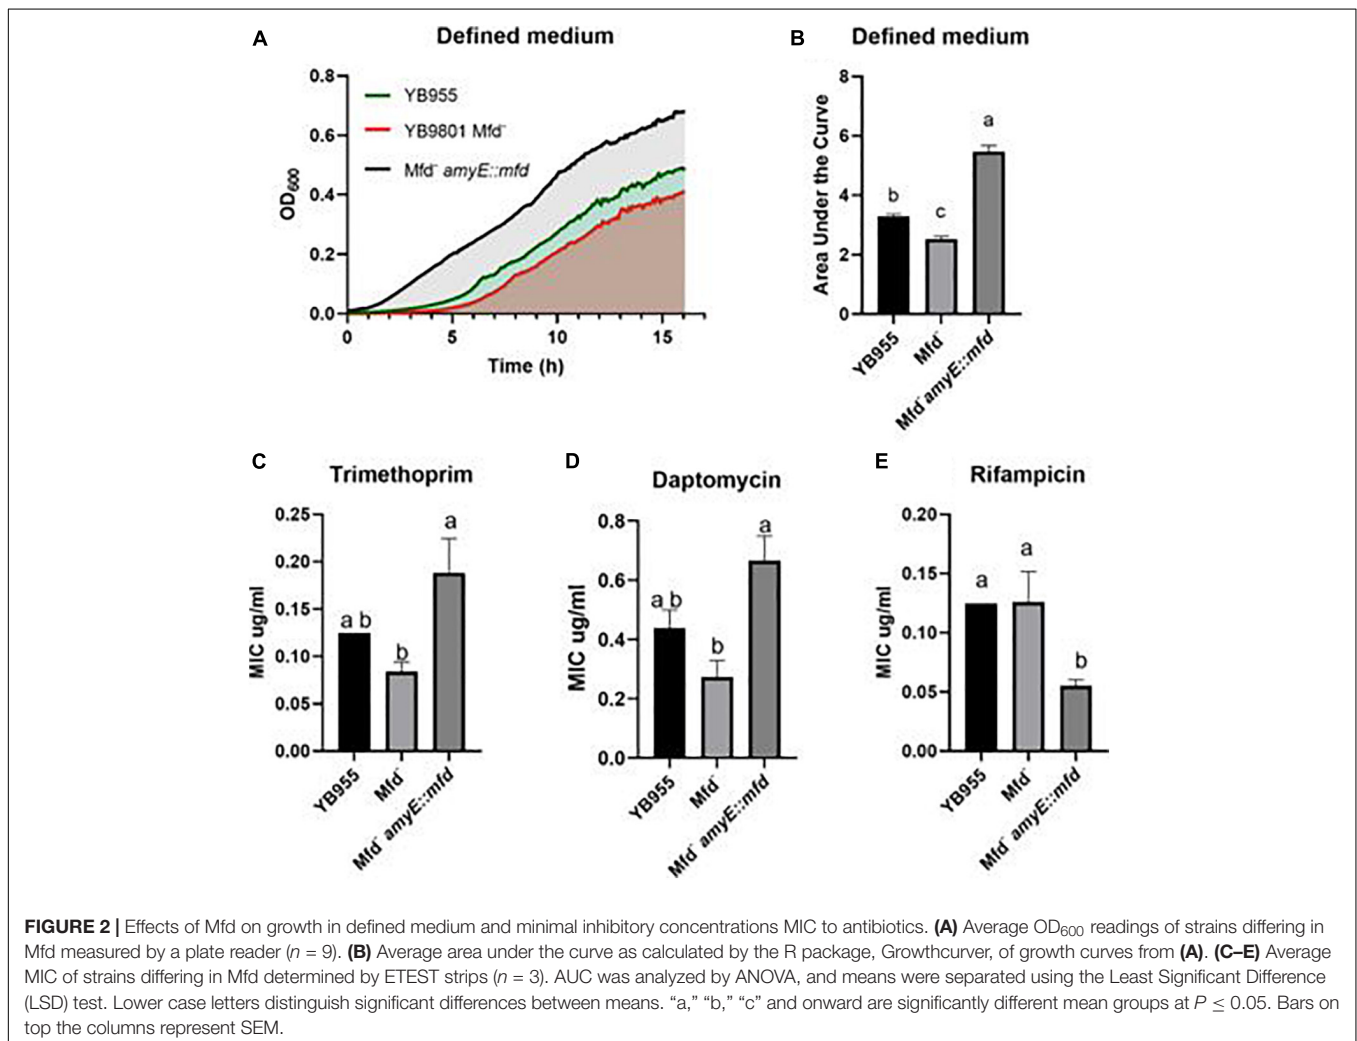 A
Defined medium
0.8
0.6
0.4
0.2
0.0
OD600
YB955
YB9801 Mfd-
Mfd- amyE::mfd
0
5
10
15
Time (h)
B
Defined medium
8
6
4
2
0
Area Under the Curve
b
c
a
YB955
Mfd-
Mfd- amyE::mfd
C
Trimethoprim
0.25
0.20
0.15
0.10
0.05
0.00
MIC ug/ml
a b
b
a
YB955
Mfd-
Mfd- amyE::mfd
D
Daptomycin
0.8
0.6
0.4
0.2
0.0
MIC ug/ml
a b
b
a
YB955
Mfd-
Mfd- amyE::mfd
E
Rifampicin
0.20
0.15
0.10
0.05
0.00
MIC ug/ml
a
a
b
YB955
Mfd-
Mfd- amyE::mfd
FIGURE 2 | Effects of Mfd on growth in defined medium and minimal inhibitory concentrations MIC to antibiotics. (A) Average OD600 readings of strains differing in
Mfd measured by a plate reader (n = 9). (B) Average area under the curve as calculated by the R package, Growthcurver, of growth curves from (A). (C–E) Average
MIC of strains differing in Mfd determined by ETEST strips (n = 3). AUC was analyzed by ANOVA, and means were separated using the Least Significant Difference
(LSD) test. Lower case letters distinguish significant differences between means. “a,” “b,” “c” and onward are significantly different mean groups at P ≤ 0.05. Bars on
top the columns represent SEM.